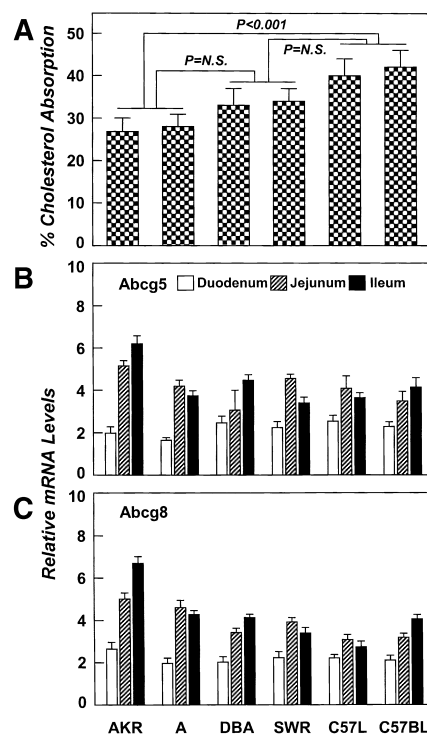 A
P<0.001
P=N.S.
P=N.S.
% Cholesterol Absorption
50
40
30
20
10
0
B
Abcg5 Duodenum Jejunum Ileum
10
8
6
4
2
0
Relative mRNA Levels
C
Abcg8
10
8
6
4
2
0
AKR A DBA SWR C57L C57BL